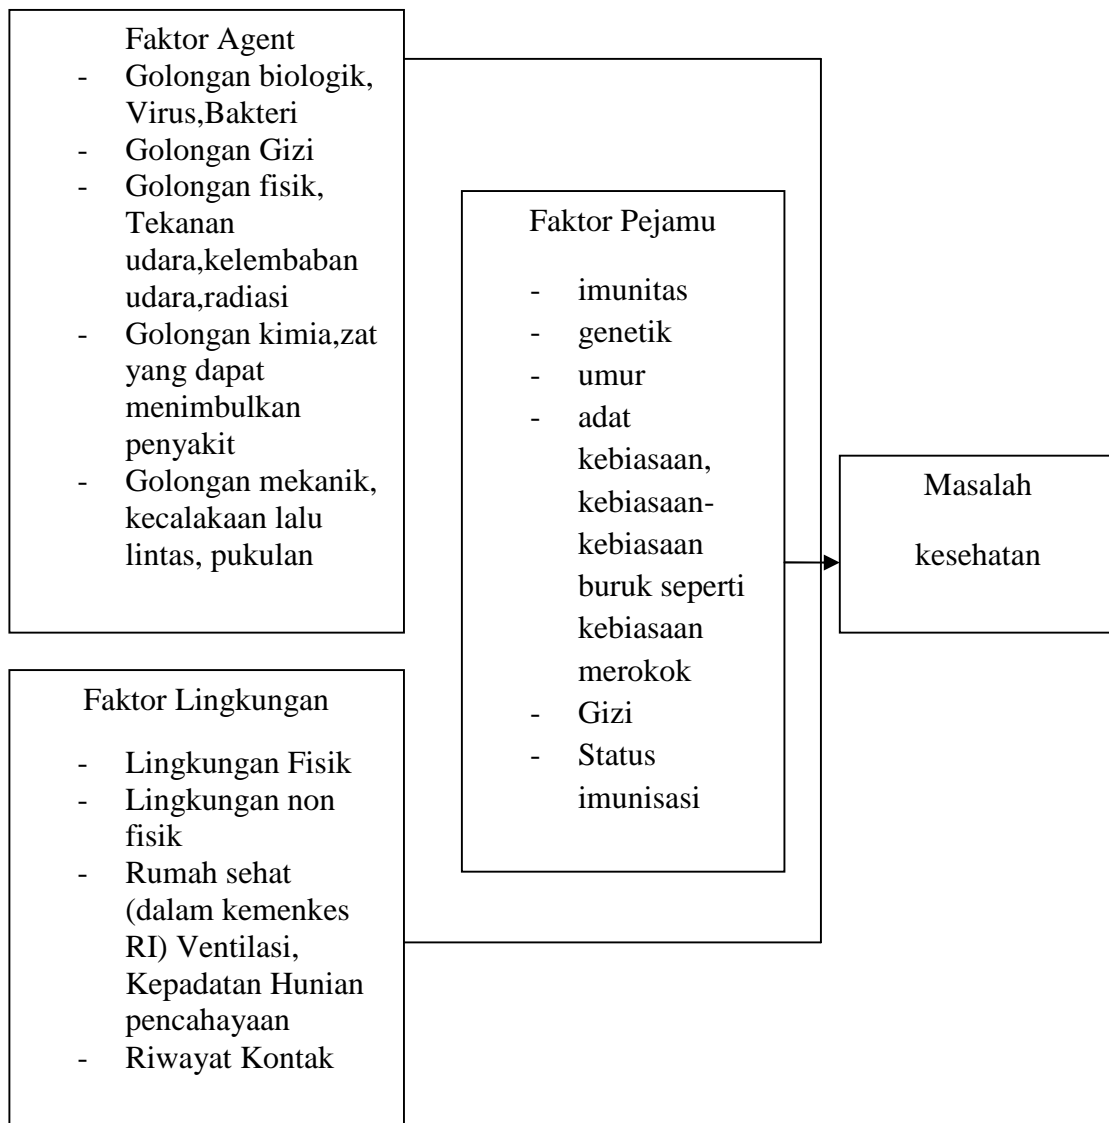 Faktor Agent
- Golongan biologik,
Virus,Bakteri
- Golongan Gizi
- Golongan fisik,
Tekanan
udara,kelembaban
udara,radiasi
- Golongan kimia,zat
yang dapat
menimbulkan
penyakit
- Golongan mekanik,
kecalakaan lalu
lintas, pukulan
Faktor Lingkungan
- Lingkungan Fisik
- Lingkungan non
fisik
- Rumah sehat
(dalam kemenkes
RI) Ventilasi,
Kepadatan Hunian
pencahayaan
- Riwayat Kontak
Faktor Pejamu
- imunitas
- genetik
- umur
- adat
kebiasaan,
kebiasaan-
kebiasaan
buruk seperti
kebiasaan
merokok
- Gizi
- Status
imunisasi
Masalah
kesehatan